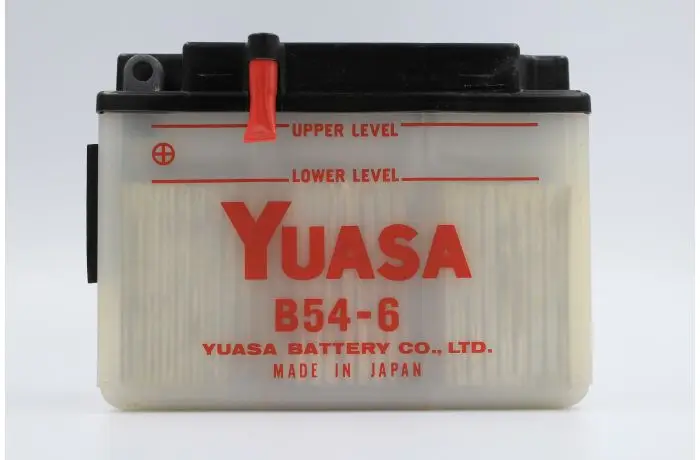 UPPER LEVEL
LOWER LEVEL
YUASA
B54-6
YUASA BATTERY CO., LTD.
MADE IN JAPAN